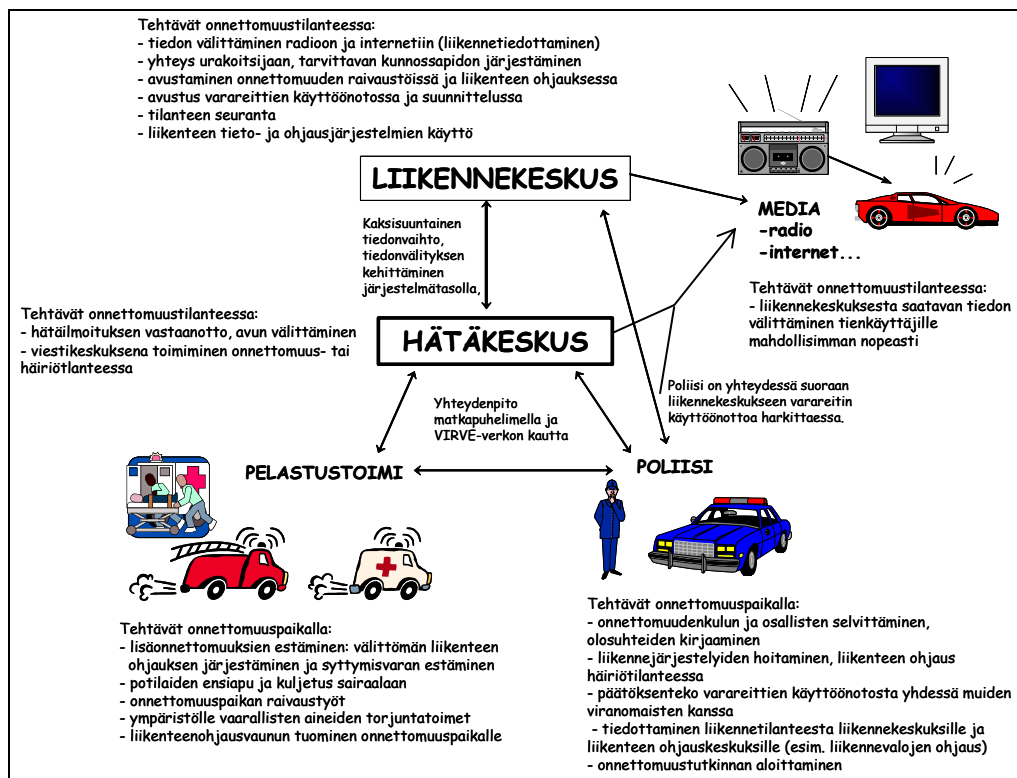 Tehtävät onnettomuustilanteessa:
- tiedon välittäminen radioon ja internetiin (liikennetiedottaminen)
- yhteys urakoitsijaan, tarvittavan kunnossapidon järjestäminen
- avustaminen onnettomuuden raivaustöissä ja liikenteen ohjauksessa
- avustus varareittien käyttöönotossa ja suunnittelussa
- tilanteen seuranta
- liikenteen tieto- ja ohjausjärjestelmien käyttö
LIIKENNEKESKUS
MEDIA
-radio
-internet...
Kaksisuuntainen
tiedonvaihto,
tiedonvälityksen
kehittäminen
järjestelmätasolla,
Tehtävät onnettomuustilanteessa:
- liikennekeskuksesta saatavan tiedon
välittäminen tienkäyttäjille
mahdollisimman nopeasti
Tehtävät onnettomuustilanteessa:
- hätäilmoituksen vastaanotto, avun välittäminen
- viestikeskuksena toimiminen onnettomuus- tai
häiriötlanteessa
HÄTÄKESKUS
Poliisi on yhteydessä suoraan
liikennekeskukseen varareitin
käyttöönottoa harkittaessa.
Yhteydenpito
matkapuhelimella ja
VIRVE-verkon kautta
PELASTUSTOIMI
POLIISI
Tehtävät onnettomuuspaikalla:
- lisäonnettomuuksien estäminen: välittömän liikenteen
ohjauksen järjestäminen ja syttymisvaran estäminen
- potilaiden ensiapu ja kuljetus sairaalaan
- onnettomuuspaikan raivaustyöt
- ympäristölle vaarallisten aineiden torjuntatoimet
- liikenteenohjausvaunun tuominen onnettomuuspaikalle
Tehtävät onnettomuuspaikalla:
- onnettomuudenkulun ja osallisten selvittäminen,
olosuhteiden kirjaaminen
- liikennejärjestelyiden hoitaminen, liikenteen ohjaus
häiriötilanteessa
- päätöksenteko varareittien käyttöönotosta yhdessä muiden
viranomaisten kanssa
- tiedottaminen liikennetilanteesta liikennekeskuksille ja
liikenteen ohjauskeskuksille (esim. liikennevalojen ohjaus)
- onnettomuustutkinnan aloittaminen